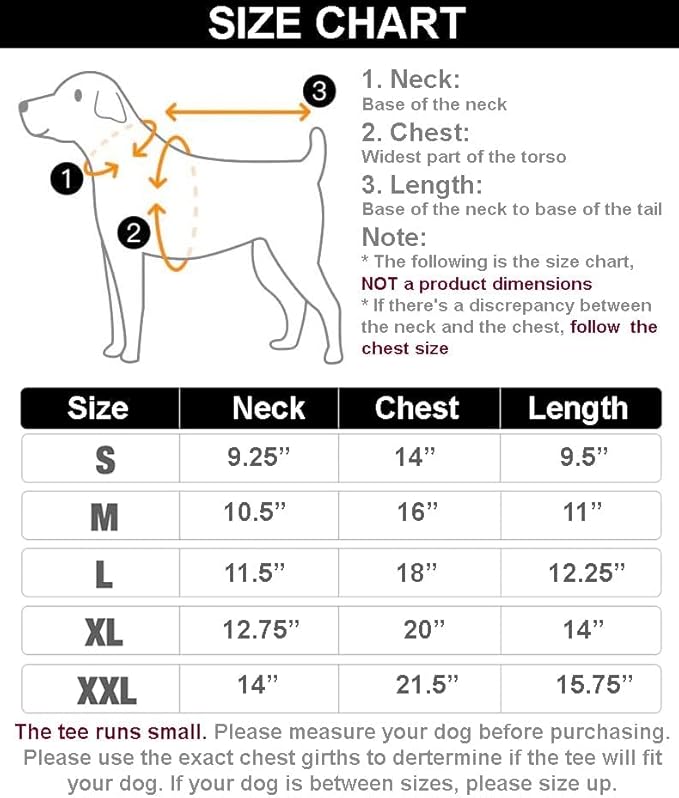 SIZE CHART
1
2
3
1. Neck:
Base of the neck
2. Chest:
Widest part of the torso
3. Length:
Base of the neck to base of the tail
Note:
* The following is the size chart,
NOT a product dimensions
* If there's a discrepancy between
the neck and the chest, follow the
chest size
Size Neck Chest Length
S 9.25” 14” 9.5”
M 10.5” 16” 11”
L 11.5” 18” 12.25”
XL 12.75” 20” 14”
XXL 14” 21.5” 15.75”
The tee runs small. Please measure your dog before purchasing.
Please use the exact chest girths to dertermine if the tee will fit
your dog. If your dog is between sizes, please size up.